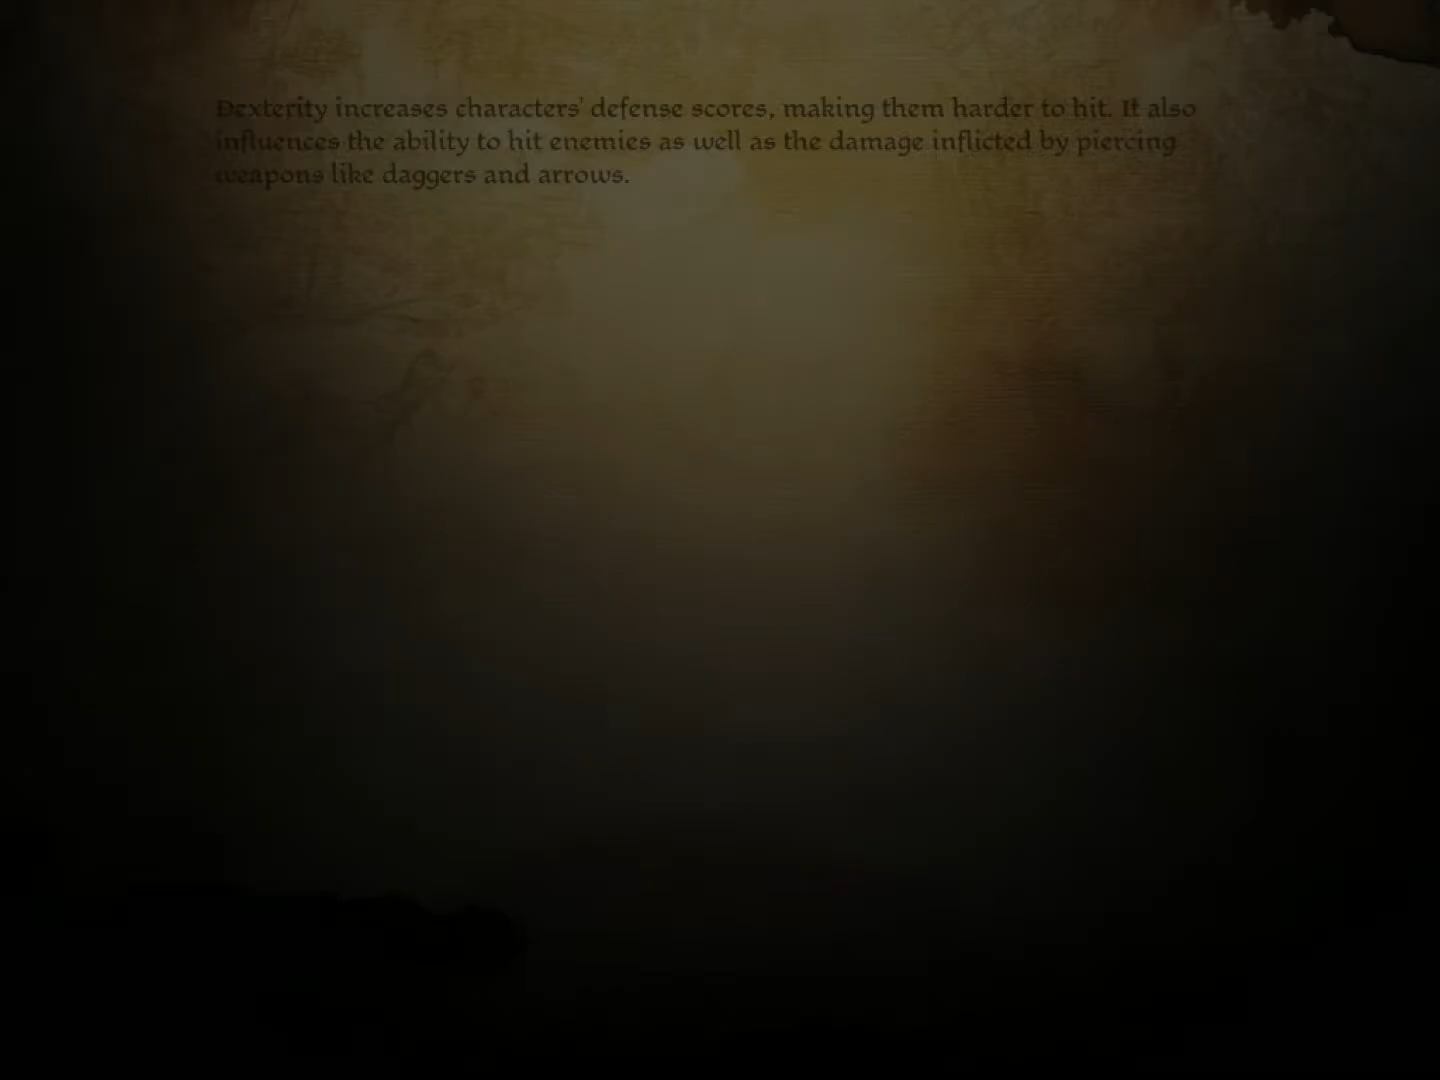 Dexterity increases characters' defense scores, making them harder to hit. It also
influences the ability to hit enemies as well as the damage inflicted by piercing
weapons like daggers and arrows.